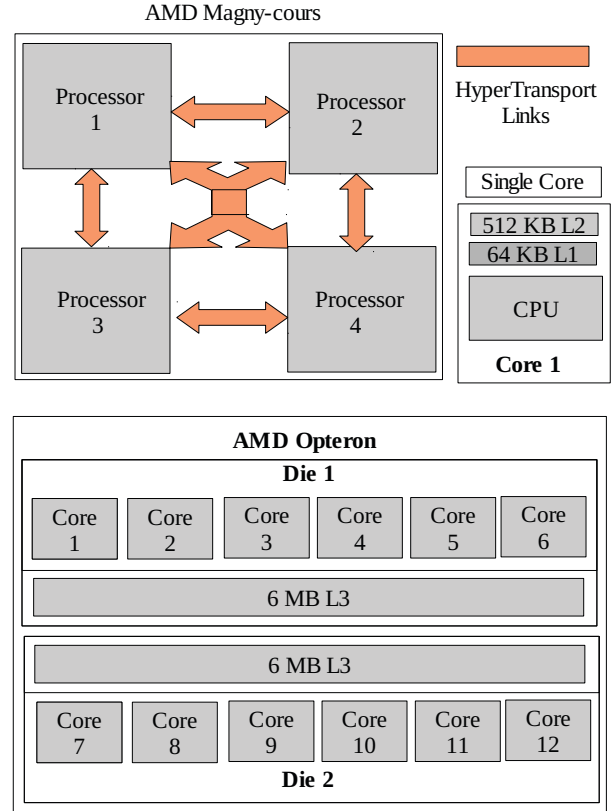 AMD Magny-cours
Processor
1
Processor
2
Processor
3
Processor
4
HyperTransport
Links
Single Core
512 KB L2
64 KB L1
CPU
Core 1
AMD Opteron
Die 1
Core
1
Core
2
Core
3
Core
4
Core
5
Core
6
6 MB L3
6 MB L3
Core
7
Core
8
Core
9
Core
10
Core
11
Core
12
Die 2